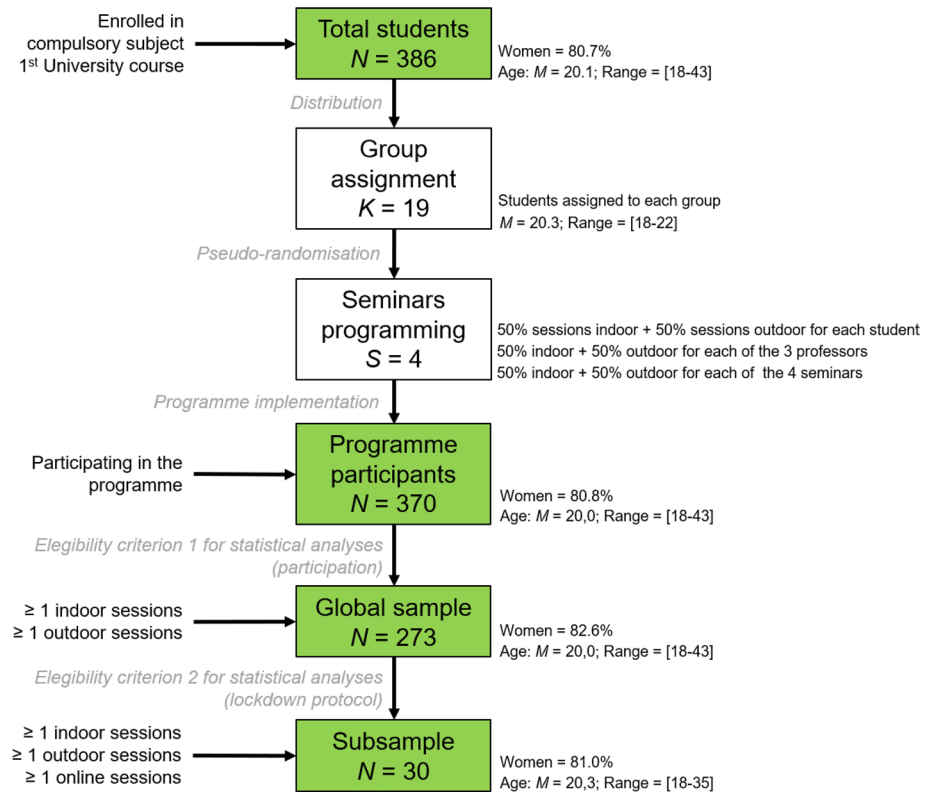 Enrolled in
compulsory subject
1st University course
Total students
N = 386
Women = 80.7%
Age: M = 20.1; Range = [18-43]
Distribution
Group
assignment
K = 19
Students assigned to each group
M = 20.3; Range = [18-22]
Pseudo-randomisation
Seminars
programming
S = 4
50% sessions indoor + 50% sessions outdoor for each student
50% indoor + 50% outdoor for each of the 3 professors
50% indoor + 50% outdoor for each of the 4 seminars
Programme implementation
Participating in the
programme
Programme
participants
N = 370
Women = 80.8%
Age: M = 20,0; Range = [18-43]
Elegibility criterion 1 for statistical analyses
(participation)
≥ 1 indoor sessions
≥ 1 outdoor sessions
Global sample
N = 273
Women = 82.6%
Age: M = 20,0; Range = [18-43]
Elegibility criterion 2 for statistical analyses
(lockdown protocol)
≥ 1 indoor sessions
≥ 1 outdoor sessions
≥ 1 online sessions
Subsample
N = 30
Women = 81.0%
Age: M = 20,3; Range = [18-35]